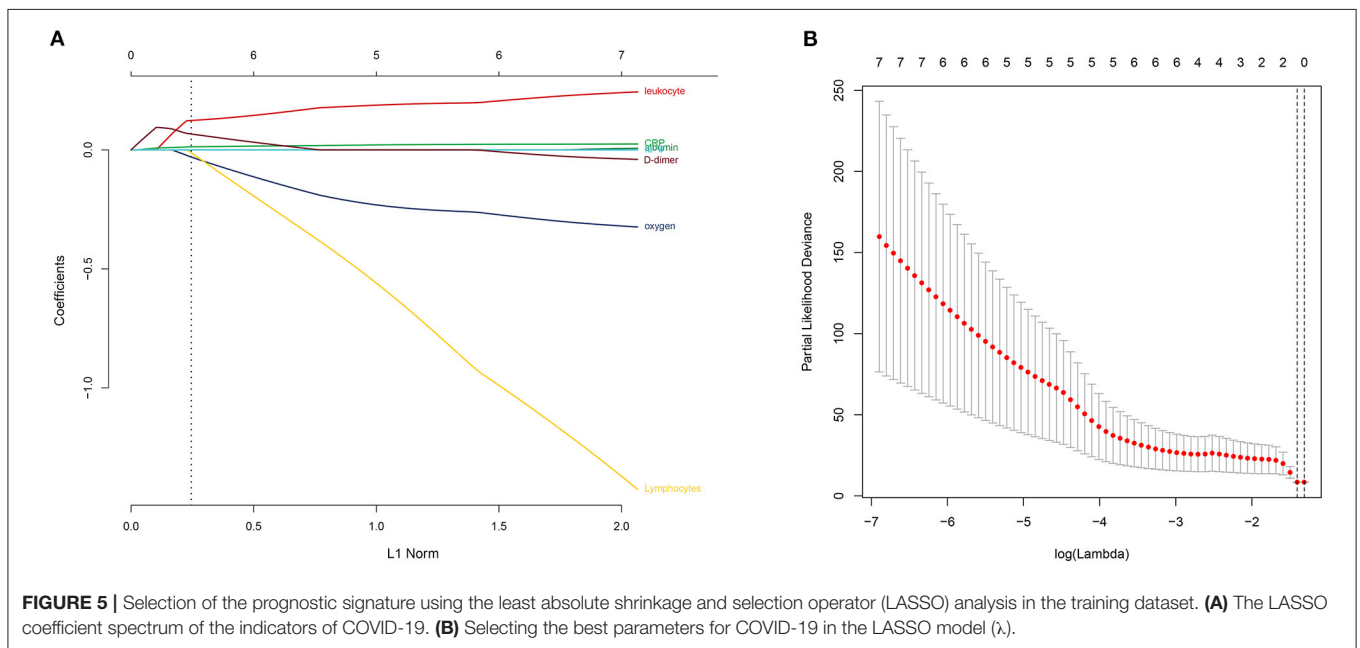 A
0 6 5 6 7
leukocyte
CRP
D-dimer
oxygen
Lymphocytes
0.0
−0.5
−1.0
Coefficients
0.0 0.5 1.0 1.5 2.0
L1 Norm
B
7 7 7 6 6 6 5 5 5 5 5 6 4 4 3 2 2 0
250
200
150
100
50
0
Partial Likelihood Deviance
−7 −6 −5 −4 −3 −2
log(Lambda)
FIGURE 5 | Selection of the prognostic signature using the least absolute shrinkage and selection operator (LASSO) analysis in the training dataset. (A) The LASSO
coefficient spectrum of the indicators of COVID-19. (B) Selecting the best parameters for COVID-19 in the LASSO model (λ).